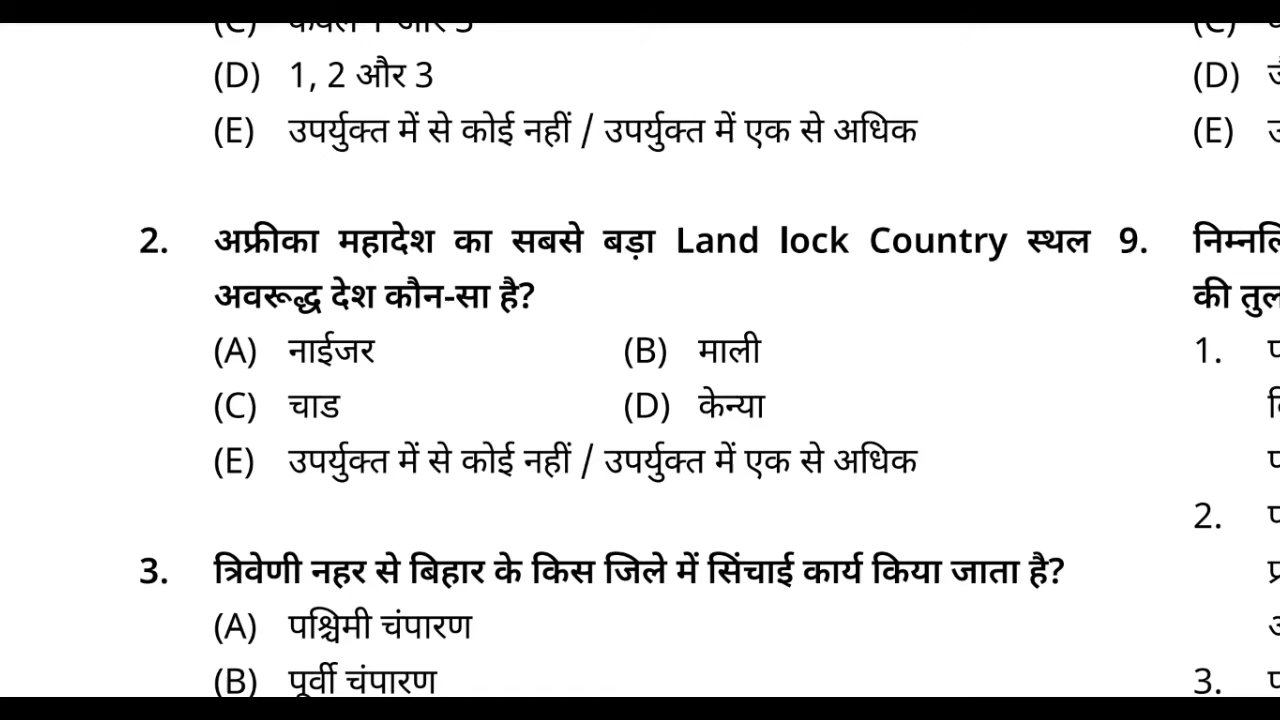 (D) 1, 2 और 3
(E) उपर्युक्त में से कोई नहीं / उपर्युक्त में एक से अधिक
2. अफ्रीका महादेश का सबसे बड़ा Land lock Country स्थल
अवरूद्ध देश कौन-सा है?
(A) नाईजर (B) माली
(C) चाड (D) केन्या
(E) उपर्युक्त में से कोई नहीं / उपर्युक्त में एक से अधिक
3. त्रिवेणी नहर से बिहार के किस जिले में सिंचाई कार्य किया जाता है?
(A) पश्चिमी चंपारण
(B) पूर्वी चंपारण
(D)
(E)
9.
की
1.
2.
3.